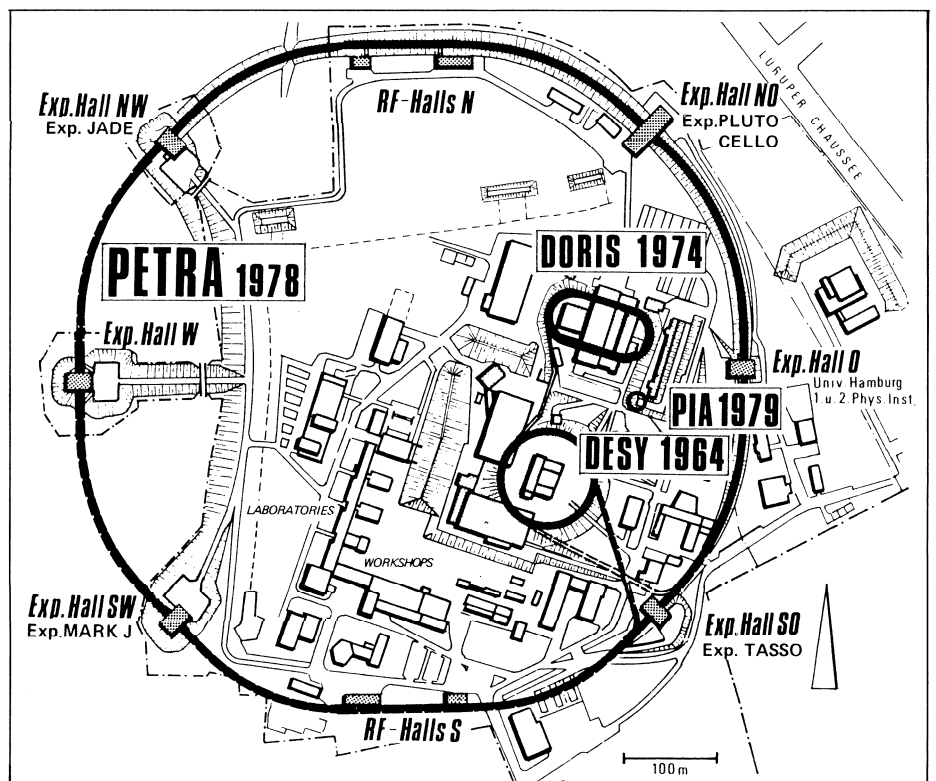 LURUPER CHAUSSEE
Exp.Hall NW
Exp. JADE
RF-Halls N
Exp.Hall NO
Exp.PLUTO
CELLO
DORIS 1974
PETRA 1978
Exp.Hall W
Exp.Hall O
Univ. Hamburg
1.u.2.Phys.Inst.
PIA 1979
DESY 1964
LABORATORIES
WORKSHOPS
Exp.Hall SW
Exp.MARK J
Exp.Hall SO
Exp. TASSO
RF-Halls S
100m